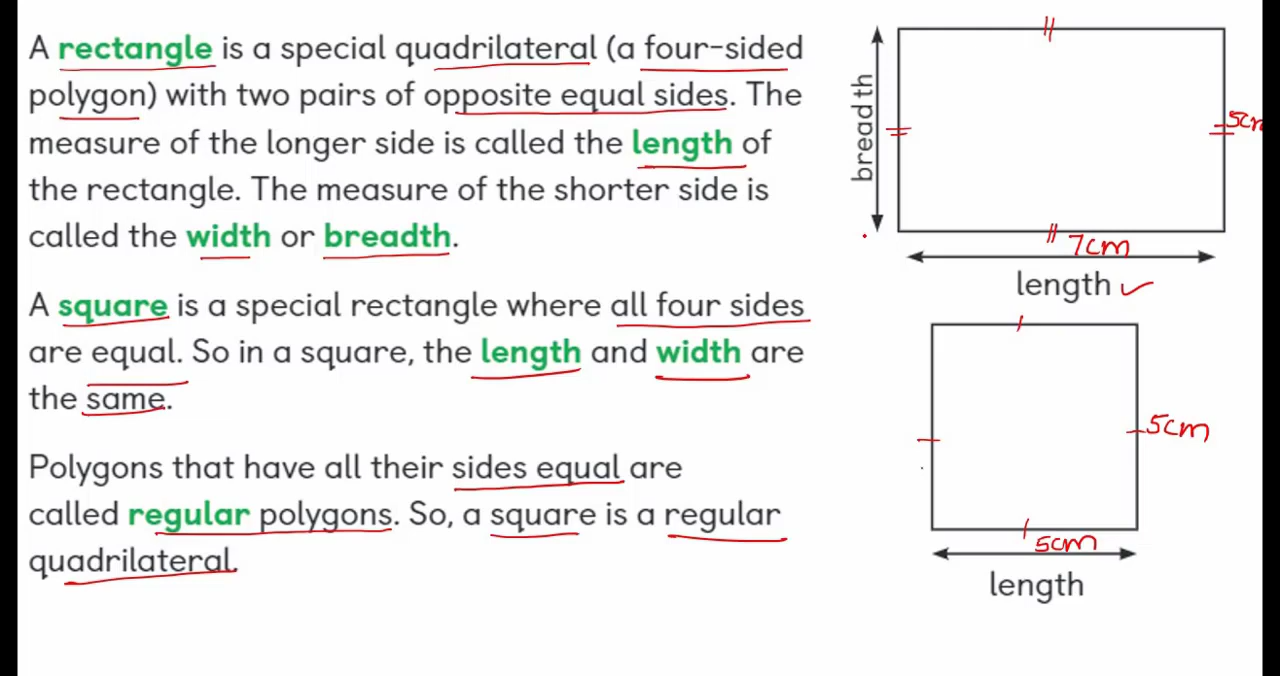 A rectangle is a special quadrilateral (a four-sided
polygon) with two pairs of opposite equal sides. The
measure of the longer side is called the length of
the rectangle. The measure of the shorter side is
called the width or breadth.
A square is a special rectangle where all four sides
are equal. So in a square, the length and width are
the same.
Polygons that have all their sides equal are
called regular polygons. So, a square is a regular
quadrilateral.
bread th
5cm
7cm
length
5cm
5cm
length